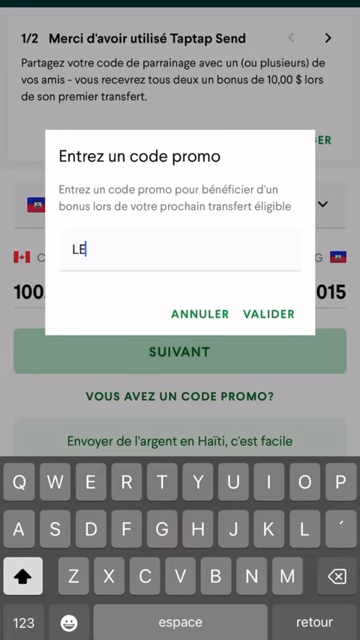 1/2 Merci d'avoir utilisé Taptap Send
Partagez votre code de parrainage avec un (ou plusieurs) de
vos amis - vous recevrez tous deux un bonus de 10,00 $ lors
de son premier transfert.
Entrez un code promo
Entrez un code promo pour bénéficier d'un
bonus lors de votre prochain transfert éligible
LE
ANNULER VALIDER
C
G
100
015
SUIVANT
VOUS AVEZ UN CODE PROMO?
Envoyer de l'argent en Haïti, c'est facile
Q W E R T Y U I O P
A S D F G H J K L ´
Z X C V B N M
123 espace retour